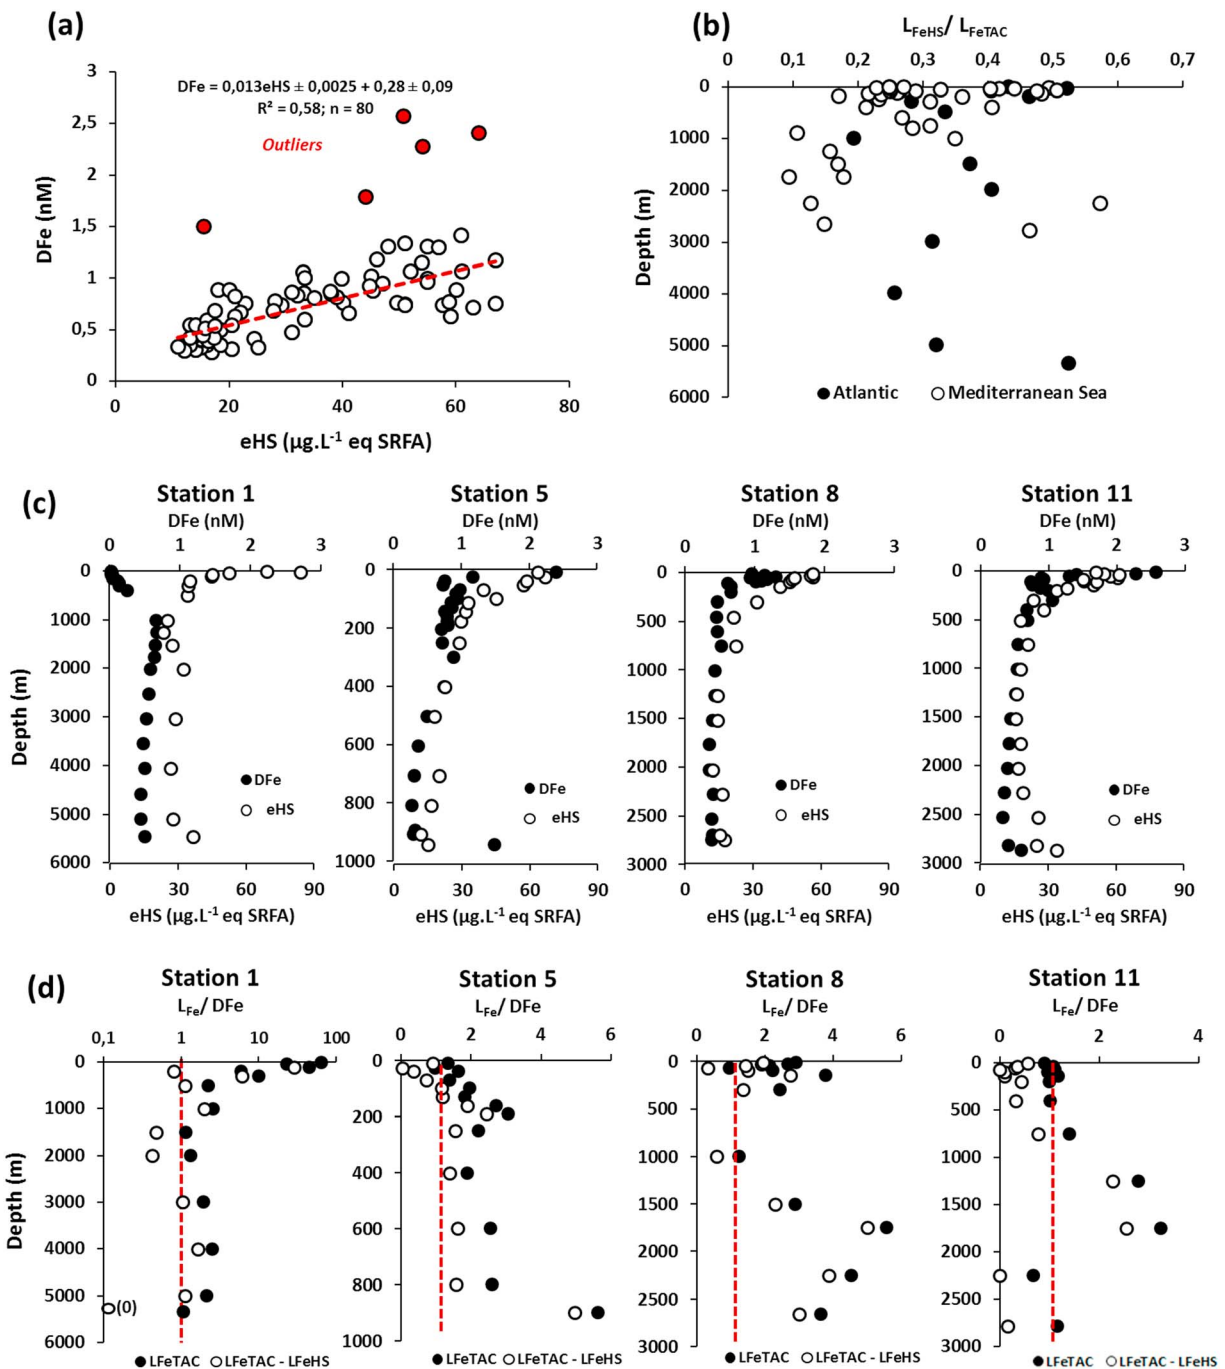 (a)
3
2,5
2
1,5
1
0,5
0
DFe (nM)
DFe = 0,013eHS ± 0,0025 + 0,28 ± 0,09
R² = 0,58; n = 80
Outliers
0 20 40 60 80
eHS (µg.L⁻¹ eq SRFA)
(b)
L_FeHS/ L_FeTAC
0 0,1 0,2 0,3 0,4 0,5 0,6 0,7
0
1000
2000
3000
4000
5000
6000
Depth (m)
Atlantic Mediterranean Sea
(c)
Station 1
DFe (nM)
0 1 2 3
0
1000
2000
3000
4000
5000
6000
Depth (m)
DFe
eHS
0 30 60 90
eHS (µg.L⁻¹ eq SRFA)
Station 5
DFe (nM)
0 1 2 3
0
200
400
600
800
1000
DFe
eHS
0 30 60 90
eHS (µg.L⁻¹ eq SRFA)
Station 8
DFe (nM)
0 1 2 3
0
500
1000
1500
2000
2500
3000
DFe
eHS
0 30 60 90
eHS (µg.L⁻¹ eq SRFA)
Station 11
DFe (nM)
0 1 2 3
0
500
1000
1500
2000
2500
3000
DFe
eHS
0 30 60 90
eHS (µg.L⁻¹ eq SRFA)
(d)
Station 1
L_Fe/ DFe
0,1 1 10 100
0
1000
2000
3000
4000
5000
6000
Depth (m)
(0)
LFeTAC LFeTAC - LFeHS
Station 5
L_Fe/ DFe
0 2 4 6
0
200
400
600
800
1000
LFeTAC LFeTAC - LFeHS
Station 8
L_Fe/ DFe
0 2 4 6
0
500
1000
1500
2000
2500
3000
LFeTAC LFeTAC - LFeHS
Station 11
L_Fe/ DFe
0 2 4
0
500
1000
1500
2000
2500
3000
LFeTAC LFeTAC - LFeHS